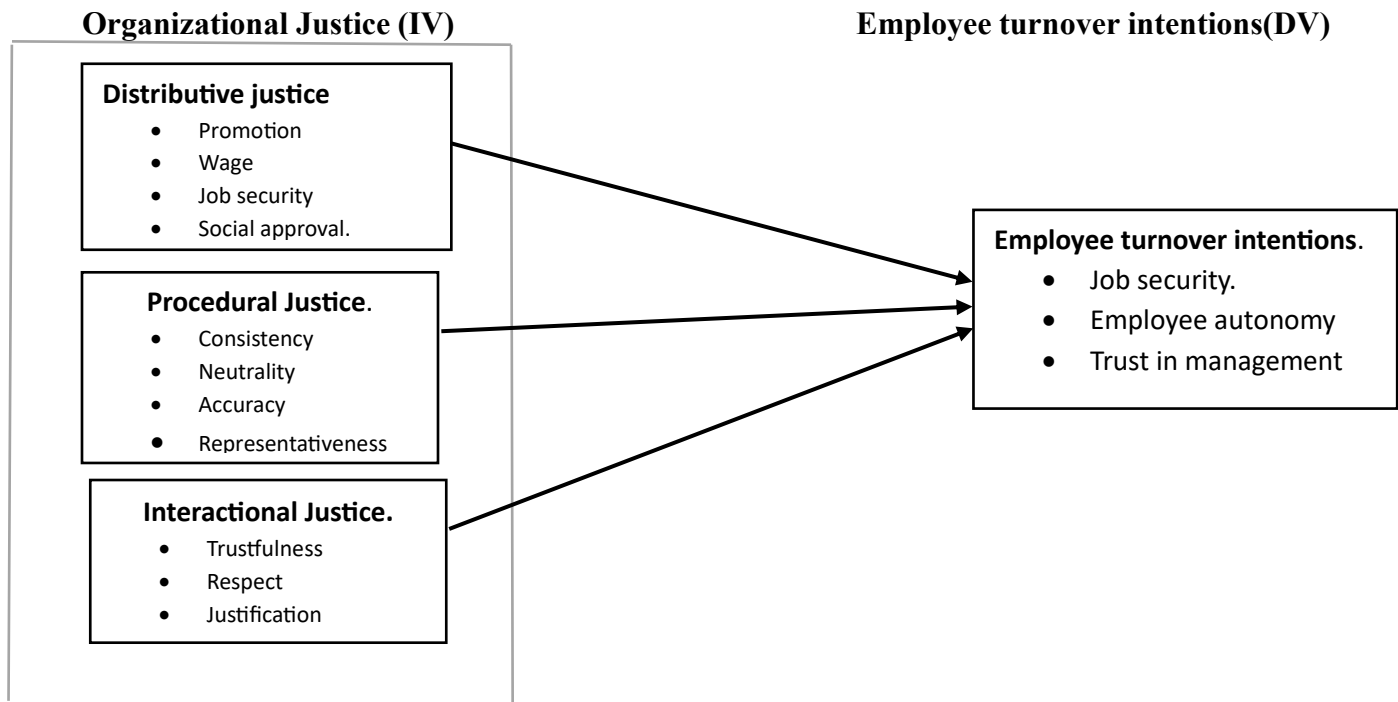 Organizational Justice (IV)
Employee turnover intentions(DV)
Distributive justice
• Promotion
• Wage
• Job security
• Social approval.
Procedural Justice.
• Consistency
• Neutrality
• Accuracy
• Representativeness
Interactional Justice.
• Trustfulness
• Respect
• Justification
Employee turnover intentions.
• Job security.
• Employee autonomy
• Trust in management